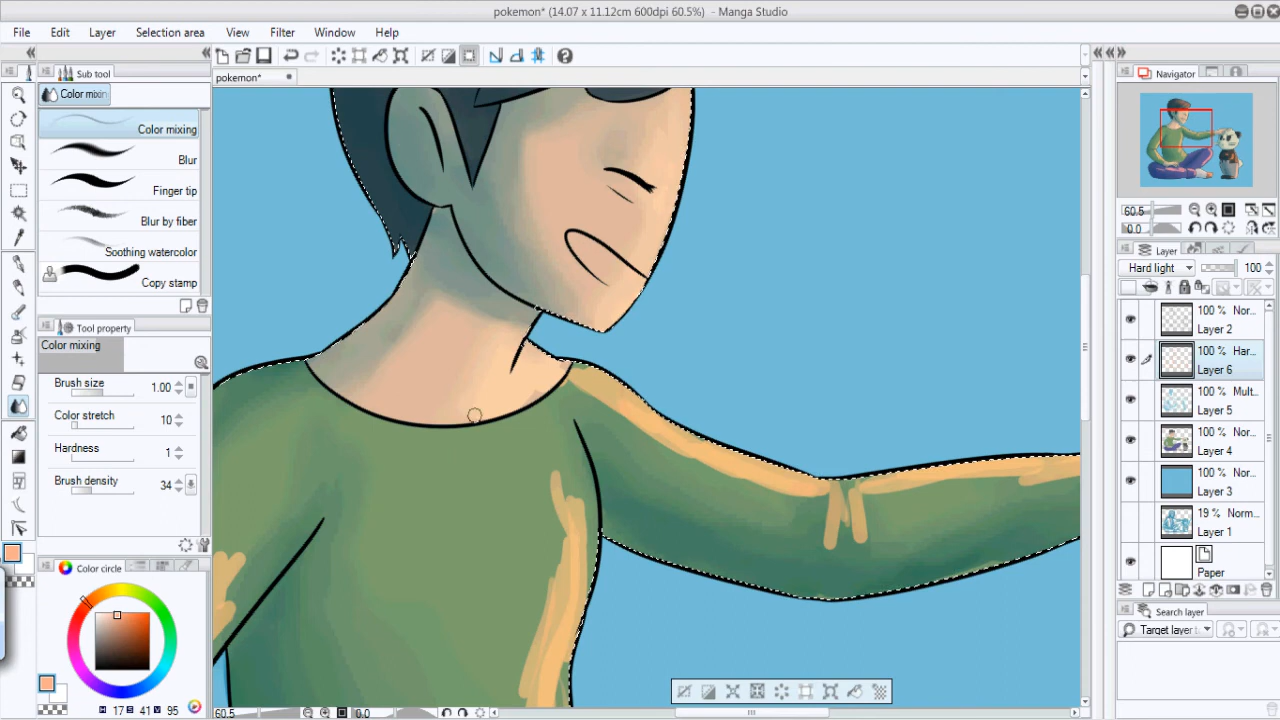 pokemon* (14.07 x 11.12cm 600dpi 60.5%) - Manga Studio
File Edit Layer Selection area View Filter Window Help
Sub tool
pokemon*
Navigator
Color mixin
Color mixing
Blur
Finger tip
Blur by fiber
Soothing watercolor
Copy stamp
Tool property
Color mixing
Brush size 1.00
Color stretch 10
Hardness 1
Brush density 34
Color circle
17 41 95
60.5 0.0
60.5
0.0
Layer
Hard light 100
100 % Nor...
Layer 2
100 % Har...
Layer 6
100 % Mult...
Layer 5
100 % Nor...
Layer 4
100 % Nor...
Layer 3
19 % Norm...
Layer 1
Paper
Search layer
Target layer